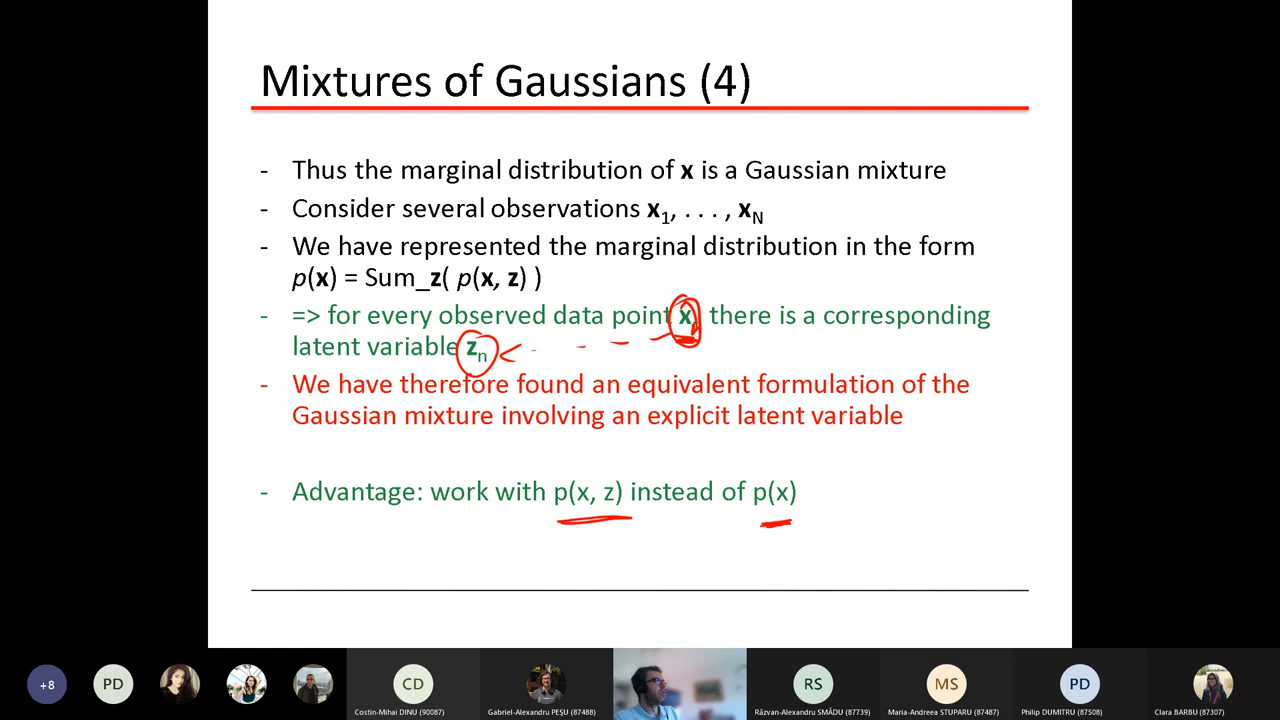 Mixtures of Gaussians (4)
- Thus the marginal distribution of x is a Gaussian mixture
- Consider several observations x1, . . . , xN
- We have represented the marginal distribution in the form
p(x) = Sum_z( p(x, z) )
- => for every observed data point x, there is a corresponding
latent variable zn
- We have therefore found an equivalent formulation of the
Gaussian mixture involving an explicit latent variable
- Advantage: work with p(x, z) instead of p(x)
+8 PD CD RS MS PD
Costin-Mihai DINU (90087) Gabriel-Alexandru PEȘU (87488) Răzvan-Alexandru SMĂDU (87739) Maria-Andreea STUPARU (87487) Philip DUMITRU (87508) Clara BARBU (87307)